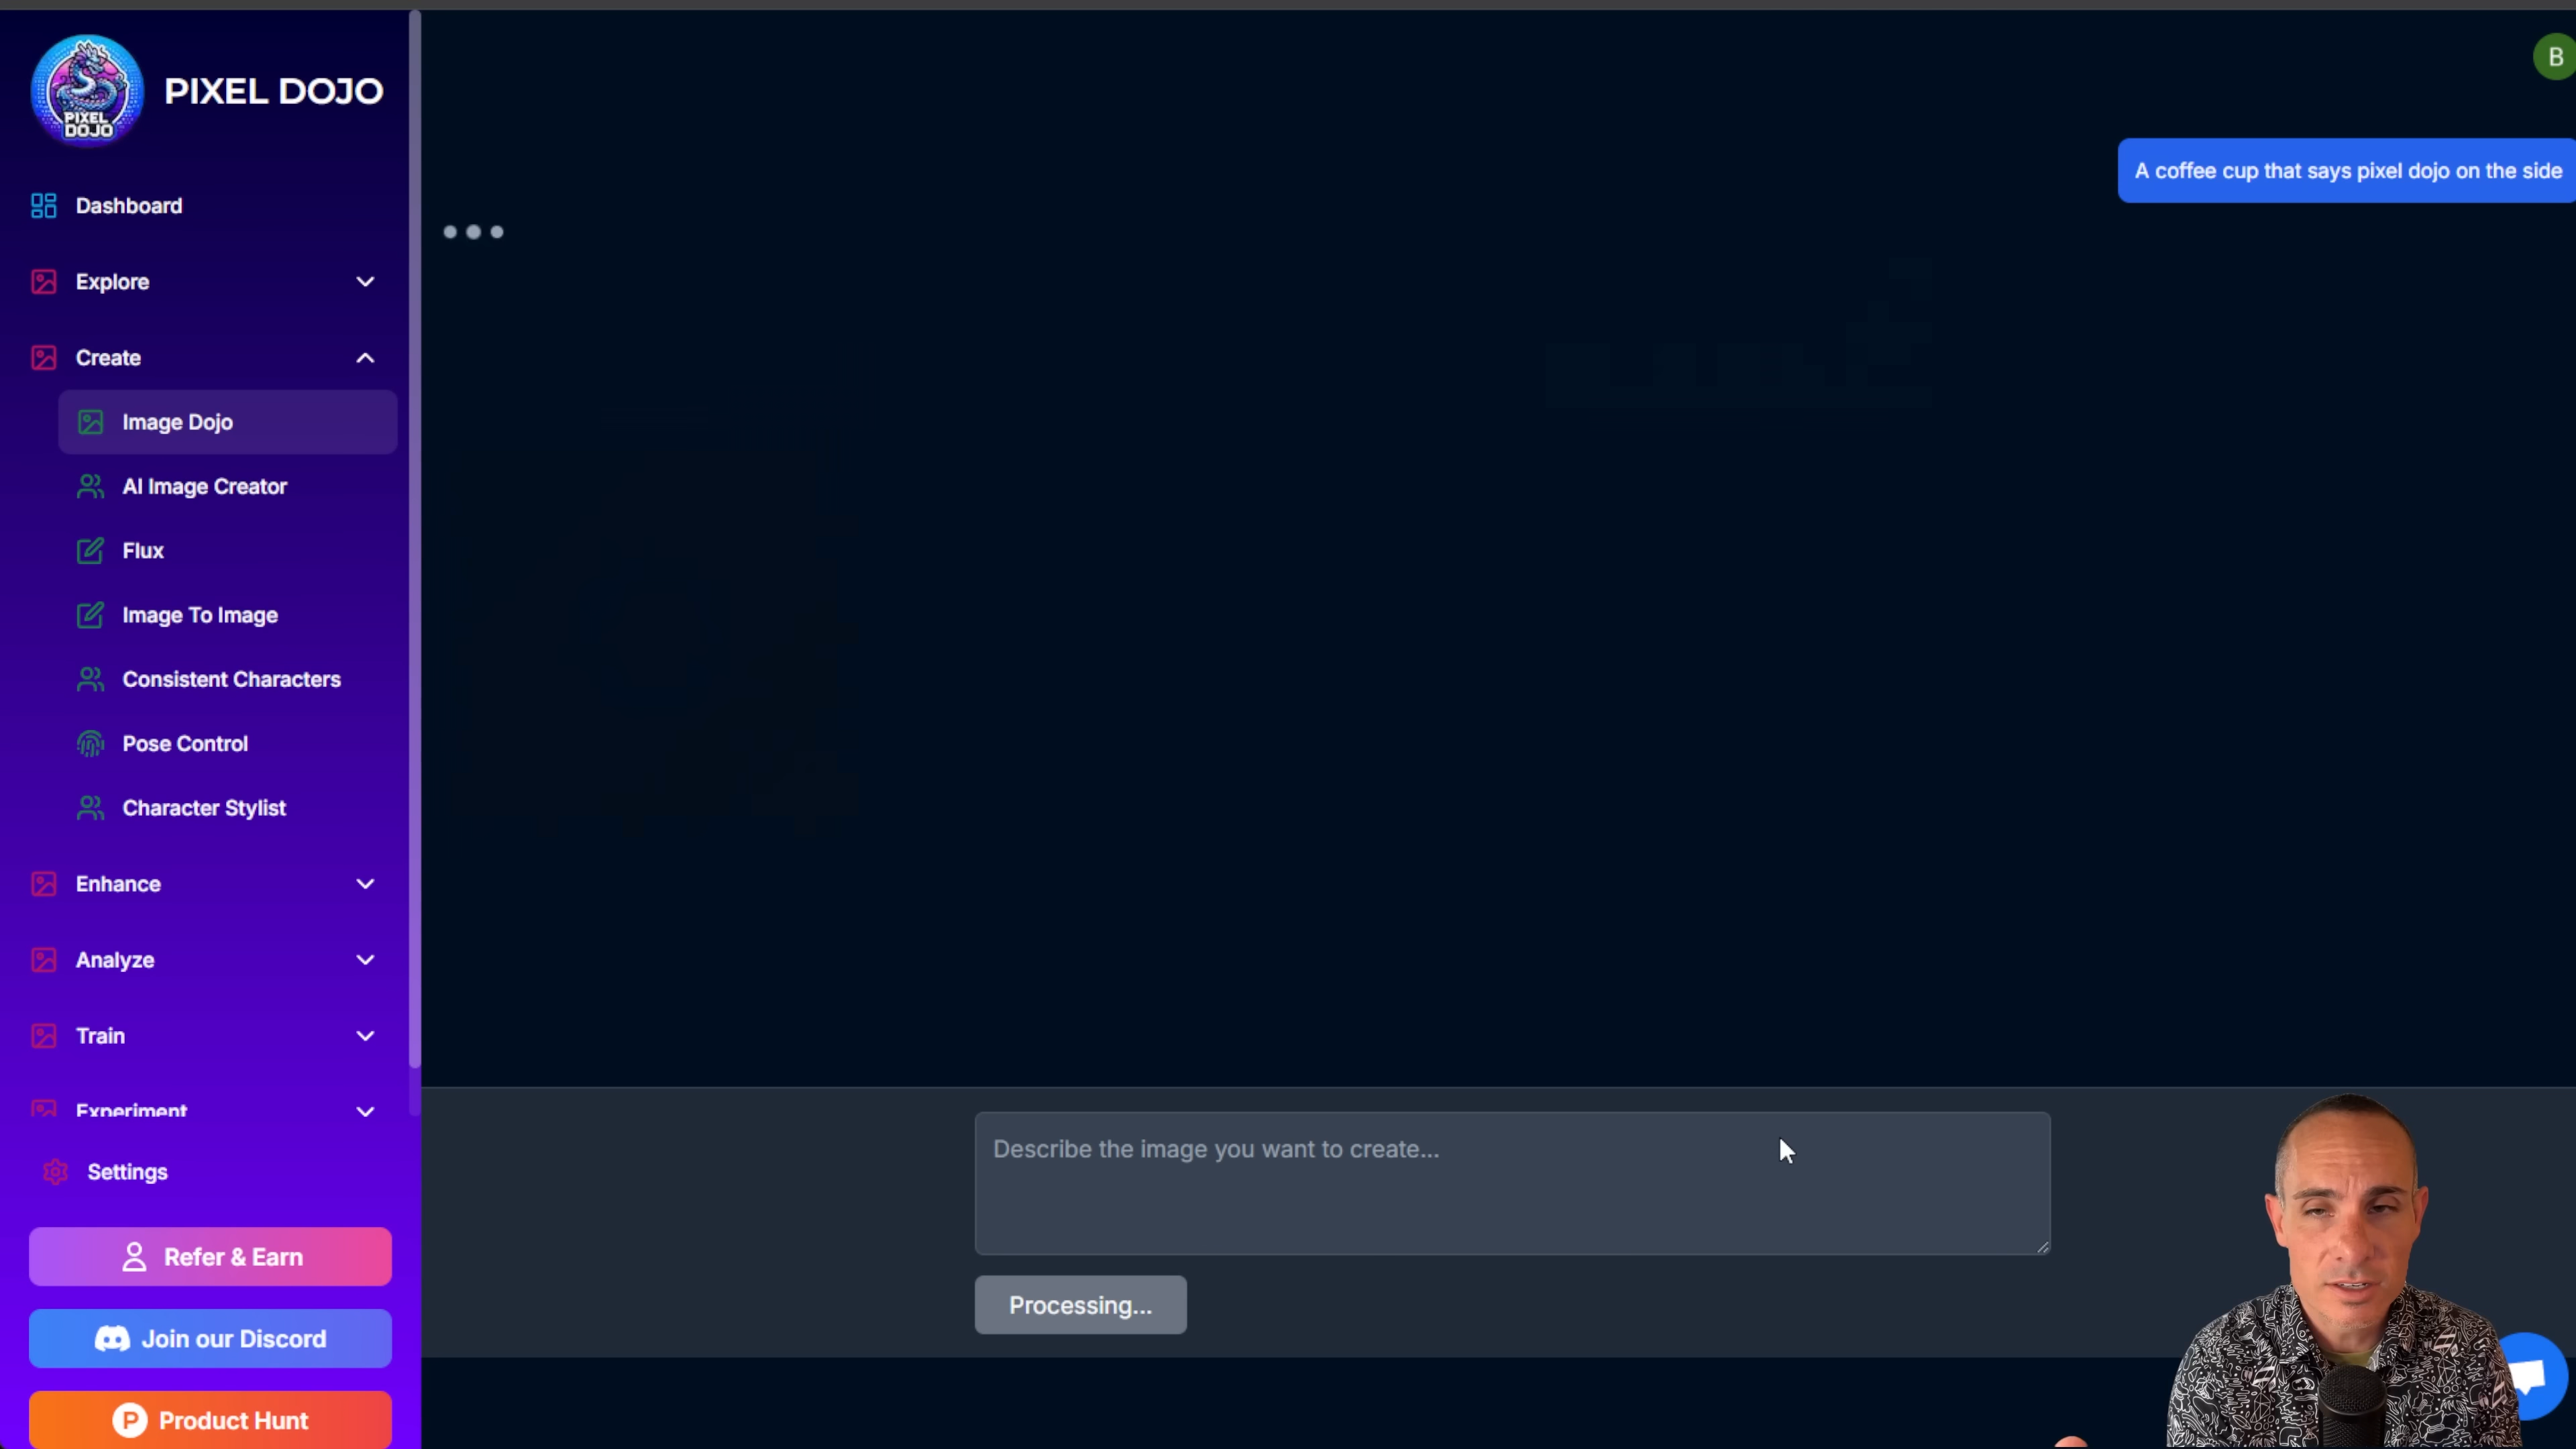 PIXEL DOJO
PIXEL
DOJO
Dashboard
Explore
Create
Image Dojo
AI Image Creator
Flux
Image To Image
Consistent Characters
Pose Control
Character Stylist
Enhance
Analyze
Train
Experiment
Settings
Refer & Earn
Join our Discord
P Product Hunt
B
A coffee cup that says pixel dojo on the side
Describe the image you want to create...
Processing...